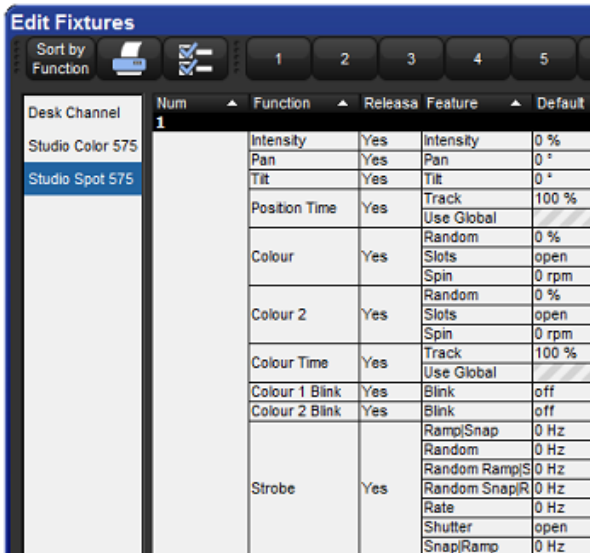 Edit Fixtures
Sort by
Function
1 2 3 4 5
Desk Channel
Studio Color 575
Studio Spot 575
Num Function Releasa Feature Default
1
Intensity Yes Intensity 0 %
Pan Yes Pan 0 °
Tilt Yes Tilt 0 °
Position Time Yes Track 100 %
Use Global
Colour Yes Random 0 %
Slots open
Spin 0 rpm
Colour 2 Yes Random 0 %
Slots open
Spin 0 rpm
Colour Time Yes Track 100 %
Use Global
Colour 1 Blink Yes Blink off
Colour 2 Blink Yes Blink off
Strobe Yes Ramp|Snap 0 Hz
Random 0 Hz
Random Ramp|S 0 Hz
Random Snap|R 0 Hz
Rate 0 Hz
Shutter open
Snap|Ramp 0 Hz